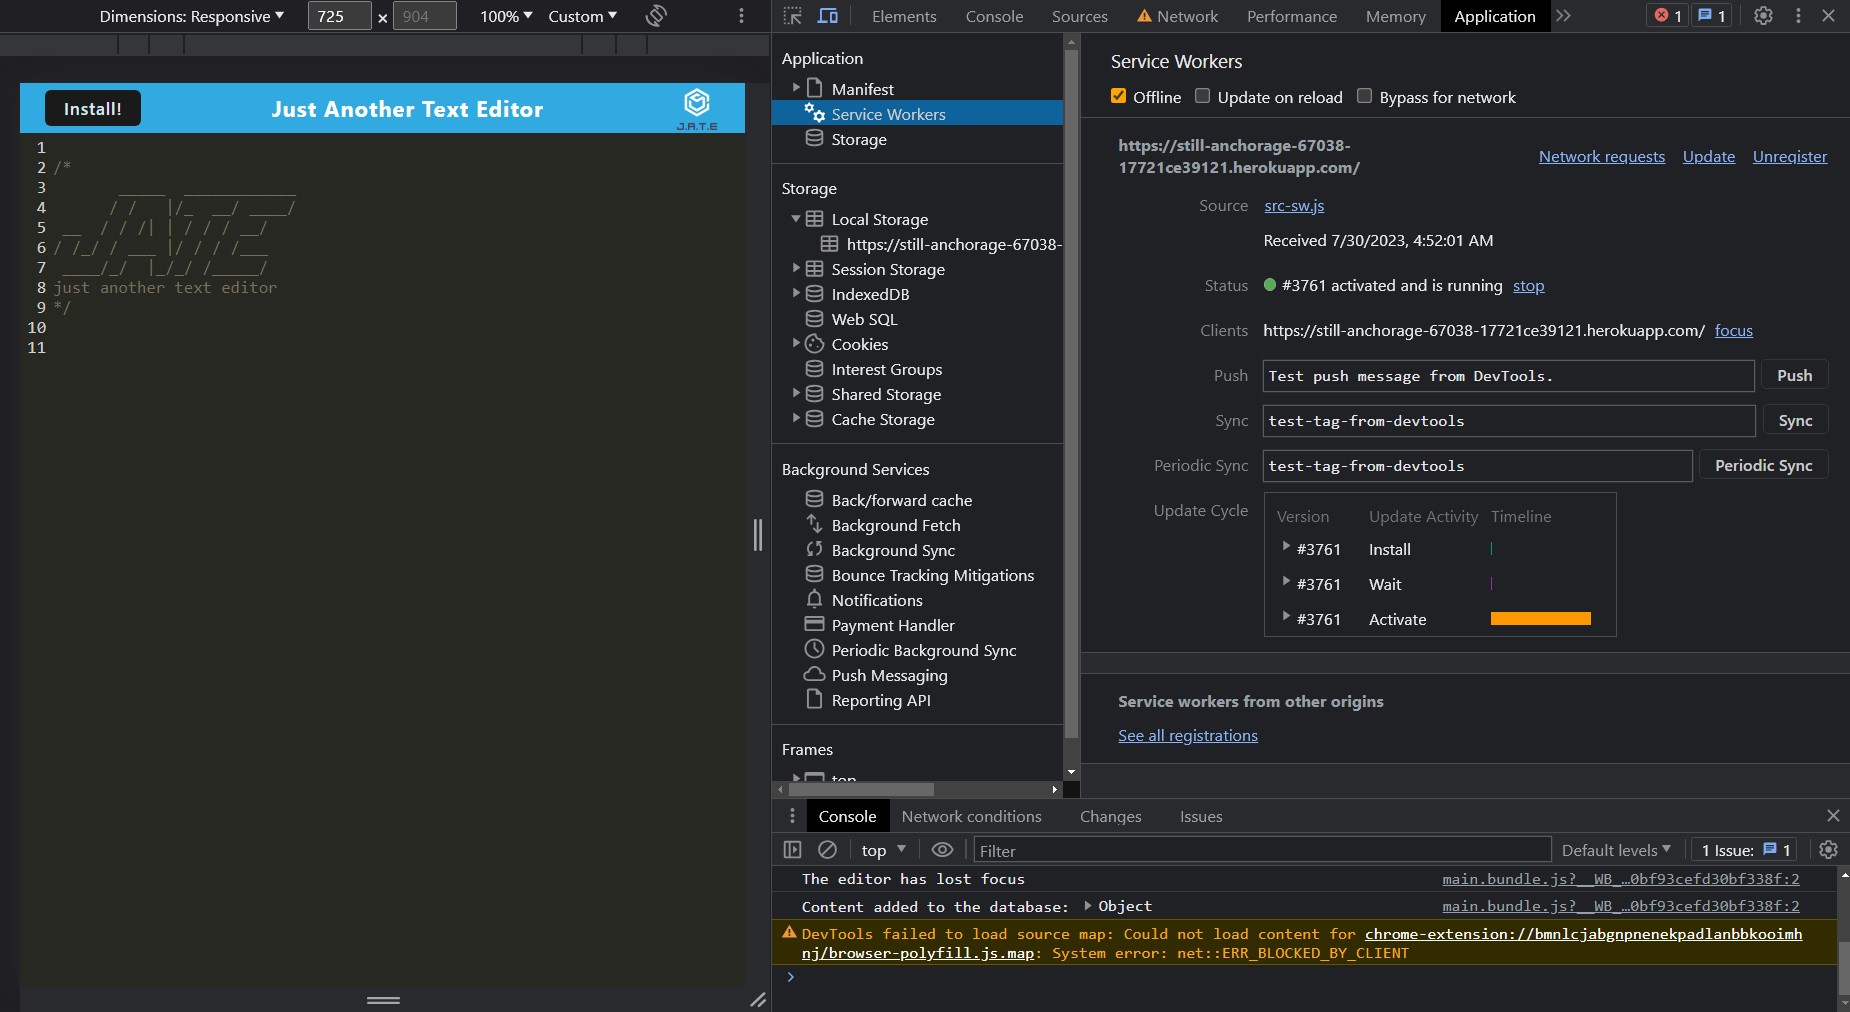 Dimensions: Responsive 725 × 904 100% Custom
Install! Just Another Text Editor J.A.T.E
1
2 /*
3       _____  ____________
4      / /   |/_  __/ ____/
5 __  / / /| | / / / __/
6 / /_/ / ___ |/ / / /___
7 ____/_/  |_/_/ /_____/
8 just another text editor
9 */
10
11
Elements Console Sources Network Performance Memory Application 1 1
Application
Manifest
Service Workers
Storage
Storage
Local Storage
https://still-anchorage-67038-
Session Storage
IndexedDB
Web SQL
Cookies
Interest Groups
Shared Storage
Cache Storage
Background Services
Back/forward cache
Background Fetch
Background Sync
Bounce Tracking Mitigations
Notifications
Payment Handler
Periodic Background Sync
Push Messaging
Reporting API
Frames
top
Service Workers
Offline Update on reload Bypass for network
https://still-anchorage-67038-
17721ce39121.herokuapp.com/
Network requests Update Unregister
Source src-sw.js
Received 7/30/2023, 4:52:01 AM
Status #3761 activated and is running stop
Clients https://still-anchorage-67038-17721ce39121.herokuapp.com/ focus
Push Test push message from DevTools. Push
Sync test-tag-from-devtools Sync
Periodic Sync test-tag-from-devtools Periodic Sync
Update Cycle
Version Update Activity Timeline
#3761 Install
#3761 Wait
#3761 Activate
Service workers from other origins
See all registrations
Console Network conditions Changes Issues
top Filter Default levels 1 Issue: 1
The editor has lost focus main.bundle.js?__WB_…0bf93cefd30bf338f:2
Content added to the database: Object main.bundle.js?__WB_…0bf93cefd30bf338f:2
DevTools failed to load source map: Could not load content for chrome-extension://bmnlcjabgnpnenekpadlanbbkooimh
nj/browser-polyfill.js.map: System error: net::ERR_BLOCKED_BY_CLIENT